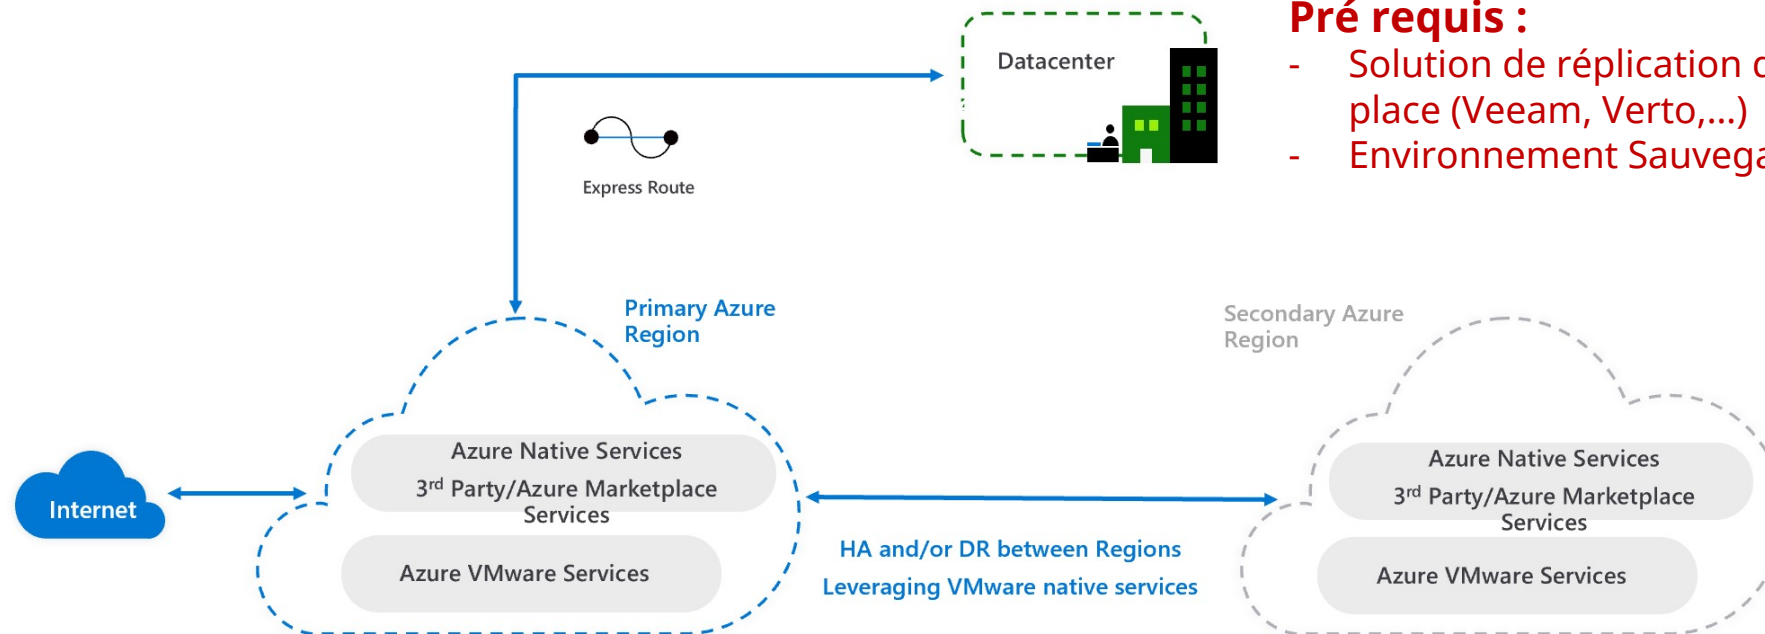 Pré requis :
- Solution de réplication
place (Veeam, Verto,...)
- Environnement
Datacenter
Express Route
Primary Azure
Region
Secondary Azure
Region
Azure Native Services
3rd Party/Azure Marketplace
Services
Azure VMware Services
Internet
HA and/or DR between Regions
Leveraging VMware native services
Azure Native Services
3rd Party/Azure Marketplace
Services
Azure VMware Services